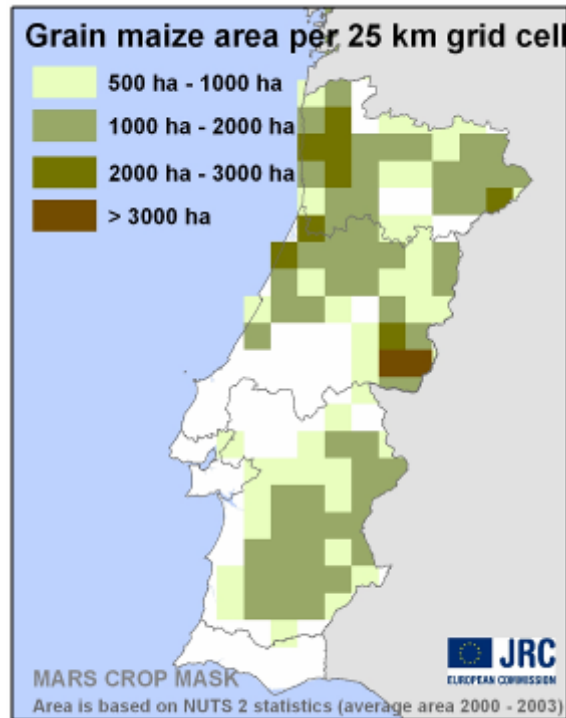 Grain maize area per 25 km grid cell
500 ha - 1000 ha
1000 ha - 2000 ha
2000 ha - 3000 ha
> 3000 ha
JRC
EUROPEAN COMMISSION
MARS CROP MASK
Area is based on NUTS 2 statistics (average area 2000 - 2003)